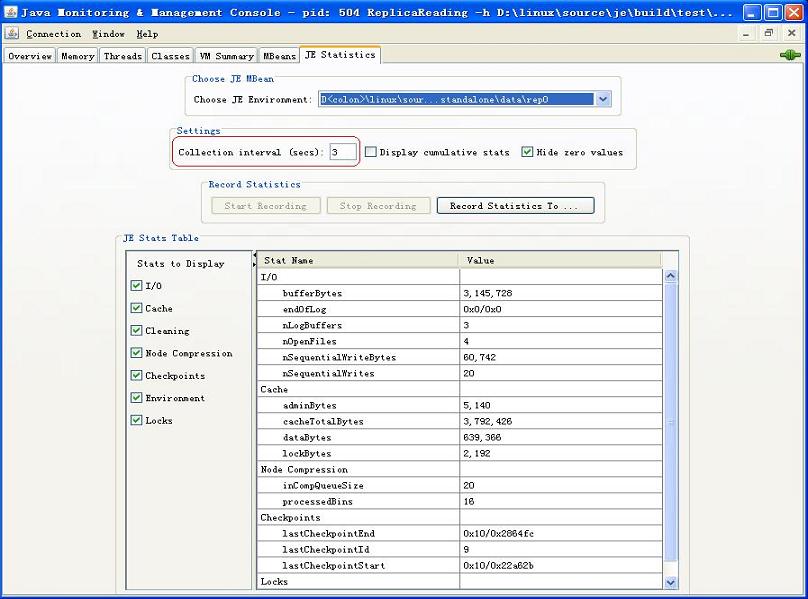 Java Monitoring & Management Console - pid: 504 ReplicaReading -h D:\linux\source\je\build\test\...
Connection Window Help
Overview Memory Threads Classes VM Summary MBeans JE Statistics
Choose JE MBean
Choose JE Environment: D<colon>\linux\sour...standalone\data\rep0
Settings
Collection interval (secs): 3 Display cumulative stats Hide zero values
Record Statistics
Start Recording Stop Recording Record Statistics To ...
JE Stats Table
Stats to Display
I/O
Cache
Cleaning
Node Compression
Checkpoints
Environment
Locks
Stat Name Value
I/O
bufferBytes 3,145,728
endOfLog 0x0/0x0
nLogBuffers 3
nOpenFiles 4
nSequentialWriteBytes 60,742
nSequentialWrites 20
Cache
adminBytes 5,140
cacheTotalBytes 3,792,426
dataBytes 639,366
lockBytes 2,192
Node Compression
inCompQueueSize 20
processedBins 16
Checkpoints
lastCheckpointEnd 0x10/0x2864fc
lastCheckpointId 9
lastCheckpointStart 0x10/0x22a62b
Locks